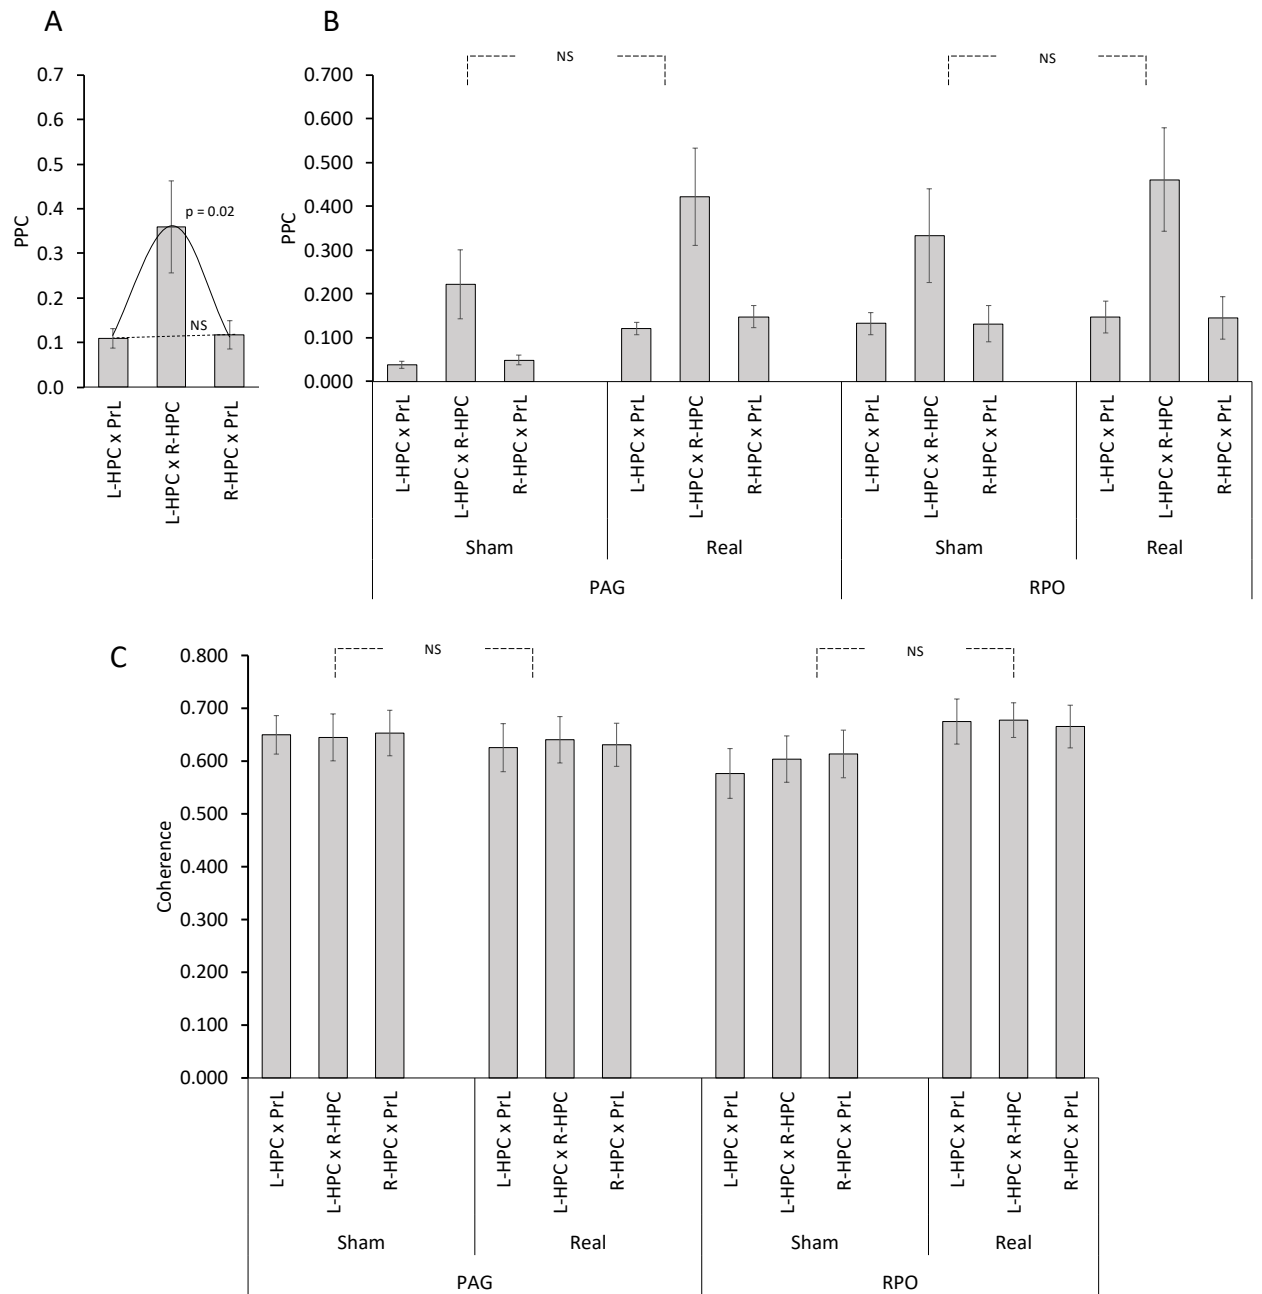 A
B
NS
NS
0.7
0.6
0.5
0.4
0.3
0.2
0.1
0.0
PPC
p = 0.02
NS
L-HPC x PrL
L-HPC x R-HPC
R-HPC x PrL
0.700
0.600
0.500
0.400
0.300
0.200
0.100
0.000
PPC
L-HPC x PrL
L-HPC x R-HPC
R-HPC x PrL
L-HPC x PrL
L-HPC x R-HPC
R-HPC x PrL
L-HPC x PrL
L-HPC x R-HPC
R-HPC x PrL
L-HPC x PrL
L-HPC x R-HPC
R-HPC x PrL
Sham
Real
Sham
Real
PAG
RPO
C
NS
NS
0.800
0.700
0.600
0.500
0.400
0.300
0.200
0.100
0.000
Coherence
L-HPC x PrL
L-HPC x R-HPC
R-HPC x PrL
L-HPC x PrL
L-HPC x R-HPC
R-HPC x PrL
L-HPC x PrL
L-HPC x R-HPC
R-HPC x PrL
L-HPC x PrL
L-HPC x R-HPC
R-HPC x PrL
Sham
Real
Sham
Real
PAG
RPO